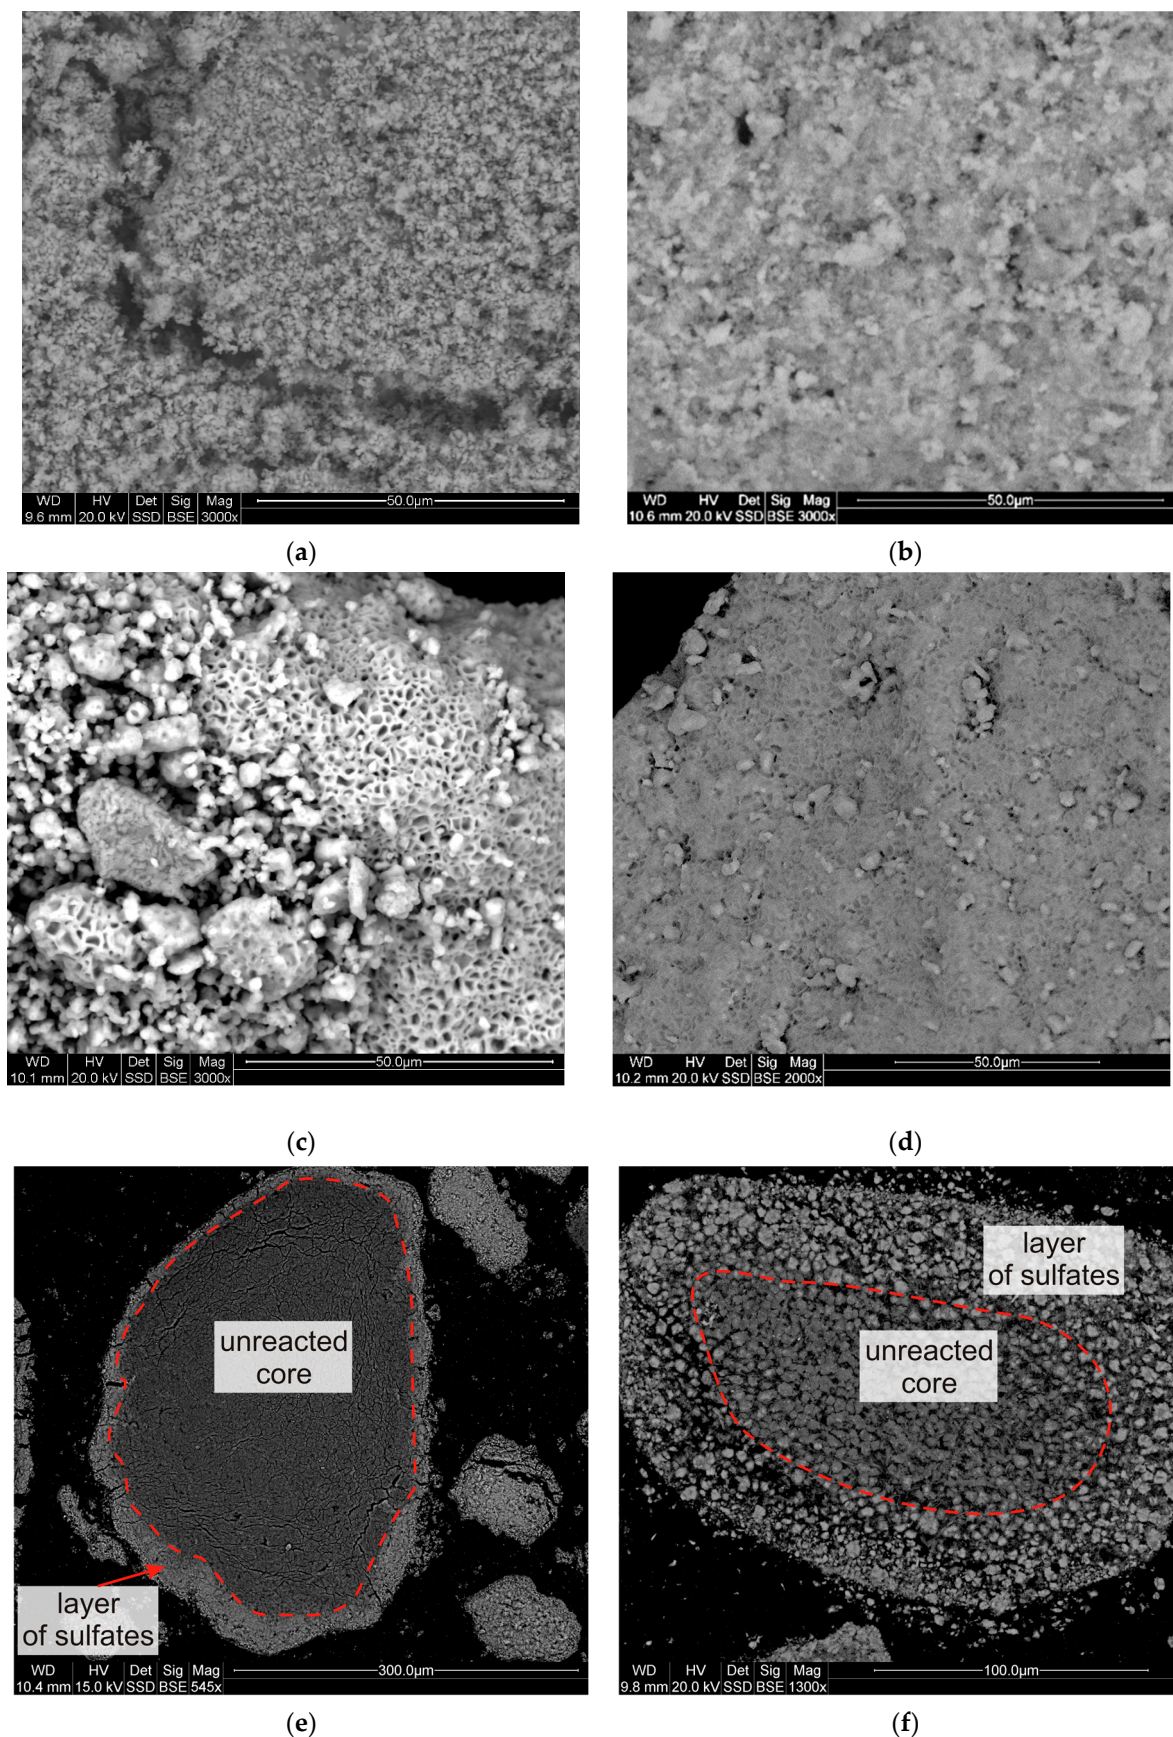 WD HV Det Sig Mag 50.0µm
9.6 mm 20.0 kV SSD BSE 3000x
(a)
WD HV Det Sig Mag 50.0µm
10.6 mm 20.0 kV SSD BSE 3000x
(b)
WD HV Det Sig Mag 50.0µm
10.1 mm 20.0 kV SSD BSE 3000x
(c)
WD HV Det Sig Mag 50.0µm
10.2 mm 20.0 kV SSD BSE 2000x
(d)
unreacted
core
layer
of sulfates
WD HV Det Sig Mag 300.0µm
10.4 mm 15.0 kV SSD BSE 545x
(e)
layer
of sulfates
unreacted
core
WD HV Det Sig Mag 100.0µm
9.8 mm 20.0 kV SSD BSE 1300x
(f)